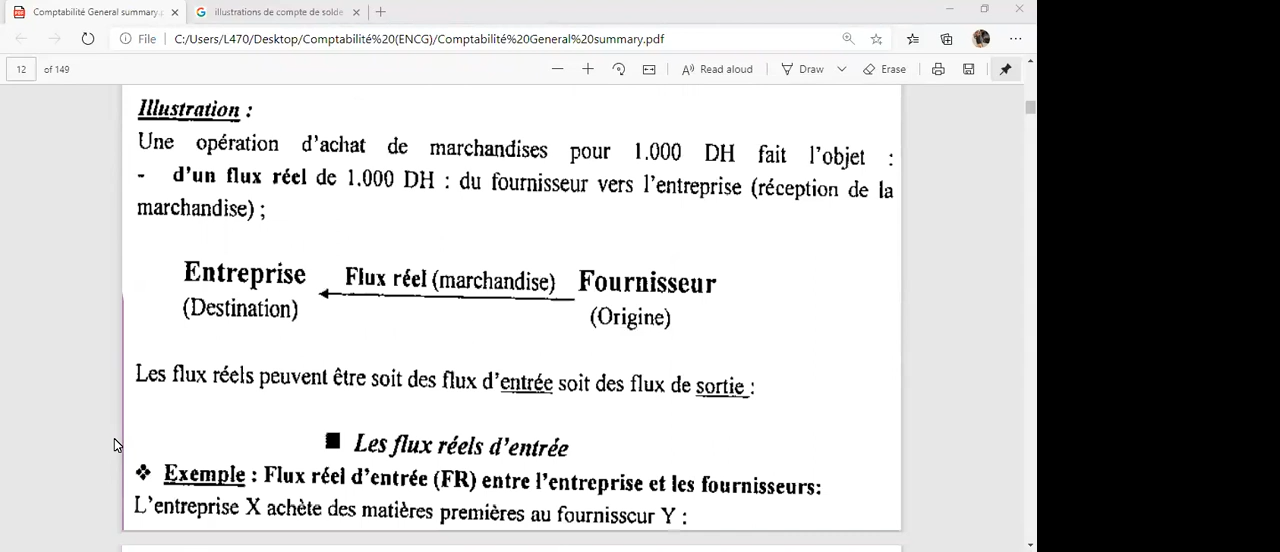 Comptabilité General summary.
illustrations de compte de solde
File C:/Users/L470/Desktop/Comptabilité%20(ENCG)/Comptabilité%20General%20summary.pdf
12 of 149 Read aloud Draw Erase
Illustration :
Une opération d'achat de marchandises pour 1.000 DH fait l'objet :
- d'un flux réel de 1.000 DH : du fournisseur vers l'entreprise (réception de la
marchandise) ;
Entreprise Flux réel (marchandise) Fournisseur
(Destination) (Origine)
Les flux réels peuvent être soit des flux d'entrée soit des flux de sortie :
■ Les flux réels d'entrée
❖ Exemple : Flux réel d'entrée (FR) entre l'entreprise et les fournisseurs:
L'entreprise X achète des matières premières au fournisseur Y :